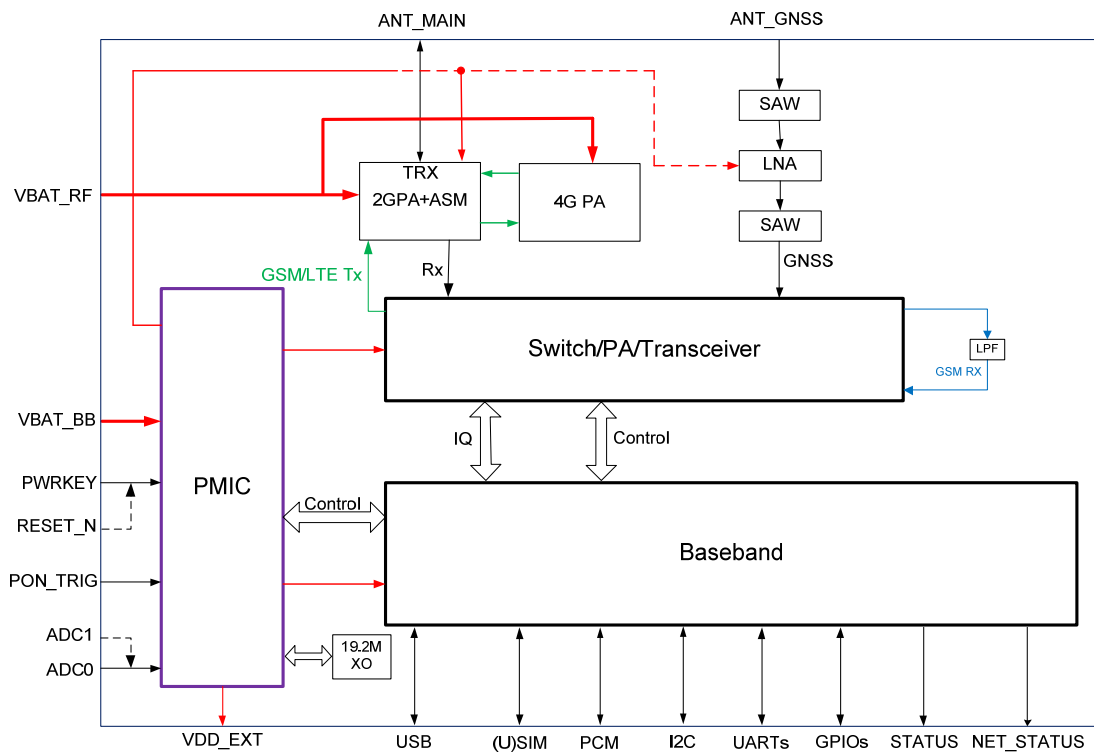 ANT_MAIN
ANT_GNSS
SAW
LNA
SAW
GNSS
VBAT_RF
TRX
2GPA+ASM
4G PA
GSM/LTE Tx
Rx
Switch/PA/Transceiver
LPF
GSM RX
VBAT_BB
PWRKEY
RESET_N
PON_TRIG
ADC1
ADC0
PMIC
IQ
Control
Control
Baseband
19.2M
XO
VDD_EXT
USB
(U)SIM
PCM
I2C
UARTs
GPIOs
STATUS
NET_STATUS